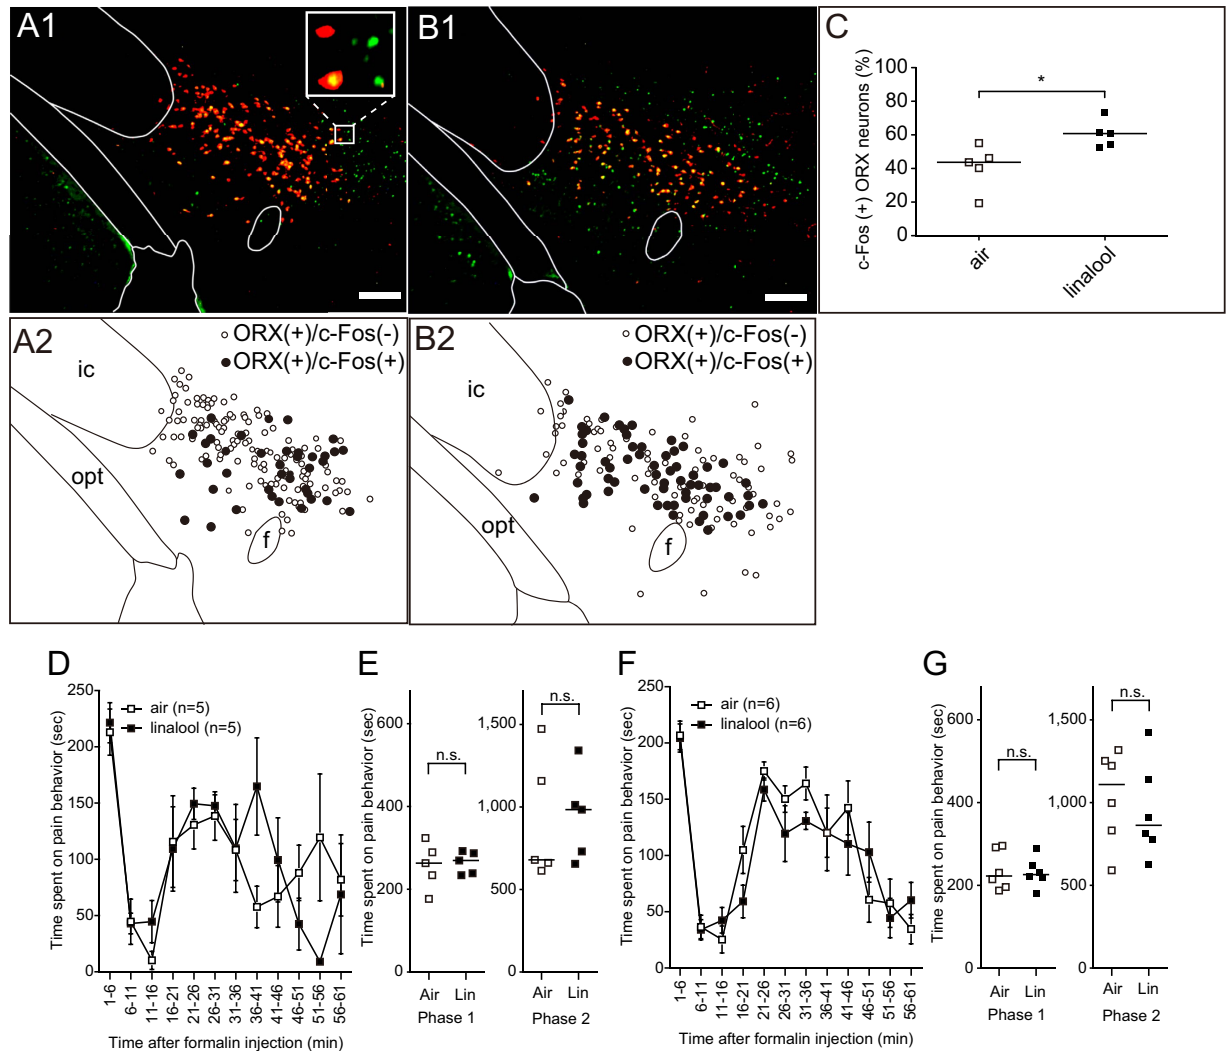 A1
B1
C
c-Fos (+) ORX neurons (%)
100
80
60
40
20
0
*
air
linalool
A2
ORX(+)/c-Fos(-)
ORX(+)/c-Fos(+)
ic
opt
f
B2
ORX(+)/c-Fos(-)
ORX(+)/c-Fos(+)
ic
opt
f
D
Time spent on pain behavior (sec)
250
200
150
100
50
0
air (n=5)
linalool (n=5)
1-6
6-11
11-16
16-21
21-26
26-31
31-36
36-41
41-46
46-51
51-56
56-61
Time after formalin injection (min)
E
Time spent on pain behavior (sec)
600
400
200
0
n.s.
Air Lin
Phase 1
1,500
1,000
500
0
n.s.
Air Lin
Phase 2
F
Time spent on pain behavior (sec)
250
200
150
100
50
0
air (n=6)
linalool (n=6)
1-6
6-11
11-16
16-21
21-26
26-31
31-36
36-41
41-46
46-51
51-56
56-61
Time after formalin injection (min)
G
Time spent on pain behavior (sec)
600
400
200
0
n.s.
Air Lin
Phase 1
1,500
1,000
500
0
n.s.
Air Lin
Phase 2